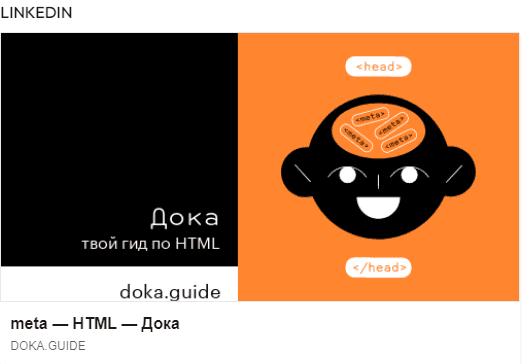 LINKEDIN
Дока
твой гид по HTML
doka.guide
<head>
<meta>
<meta>
<meta>
<meta>
</head>
meta — HTML — Дока
DOKA.GUIDE